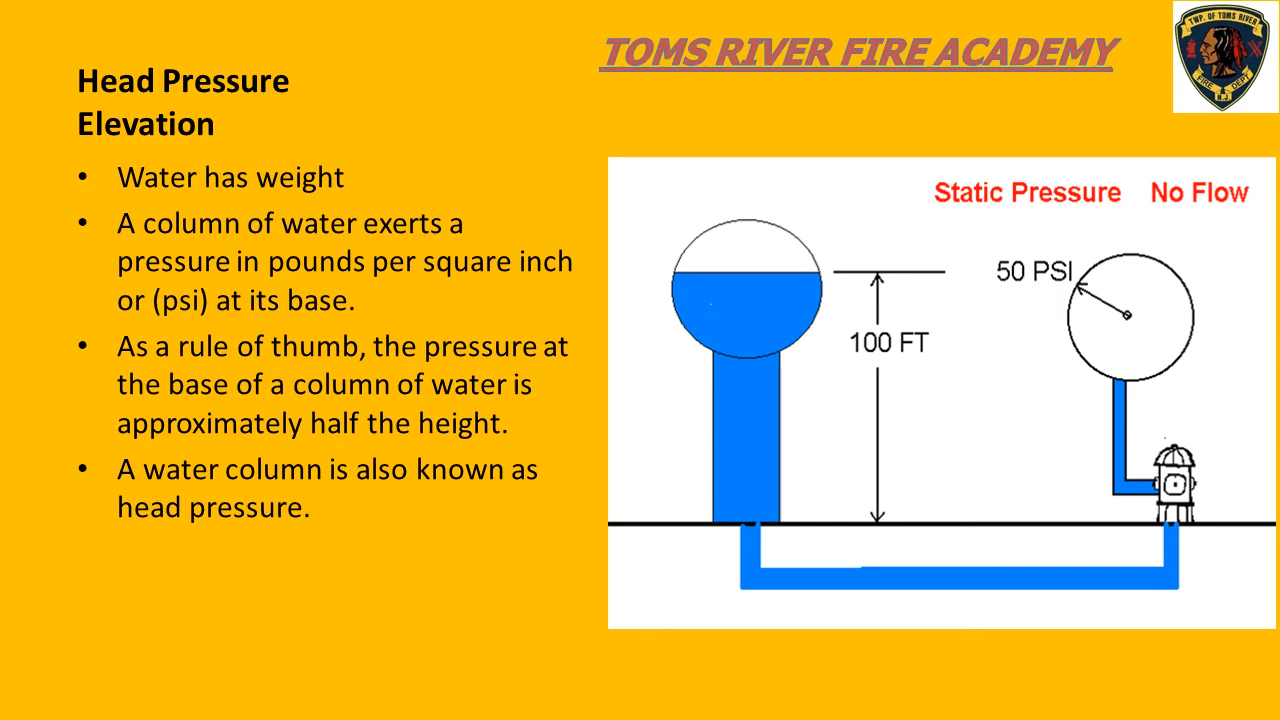 TOMS RIVER FIRE ACADEMY
TWP. OF TOMS RIVER
FIRE DEPT
N.J.
Head Pressure
Elevation
• Water has weight
• A column of water exerts a
pressure in pounds per square inch
or (psi) at its base.
• As a rule of thumb, the pressure at
the base of a column of water is
approximately half the height.
• A water column is also known as
head pressure.
Static Pressure No Flow
50 PSI
100 FT